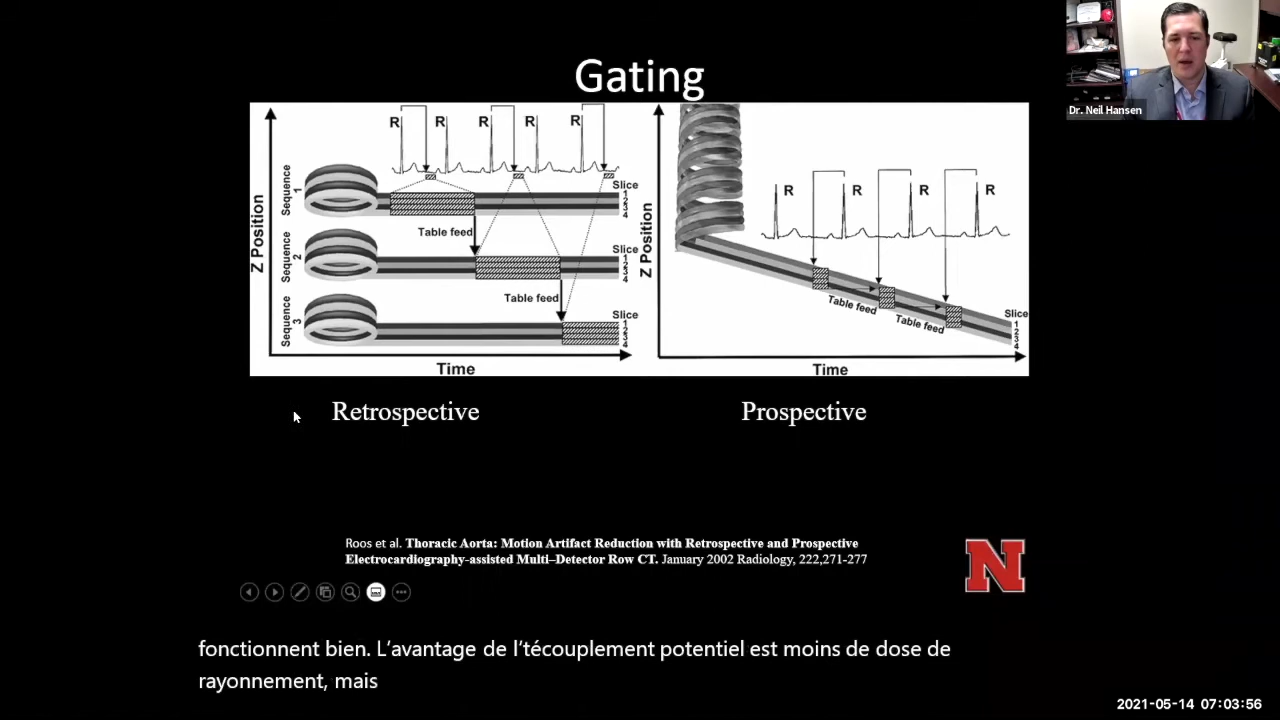 Gating
Dr. Neil Hansen
Z Position
Sequence 1
Sequence 2
Sequence 3
R R R R R
Slice
1
2
3
4
Table feed
Slice
1
2
3
4
Table feed
Slice
1
2
3
4
Time
Z Position
R R R R
Table feed
Table feed
Slice
1
2
3
4
Time
Retrospective
Prospective
Roos et al. Thoracic Aorta: Motion Artifact Reduction with Retrospective and Prospective
Electrocardiography-assisted Multi–Detector Row CT. January 2002 Radiology, 222,271-277
N
fonctionnent bien. L’avantage de l’técouplement potentiel est moins de dose de
rayonnement, mais
2021-05-14 07:03:56